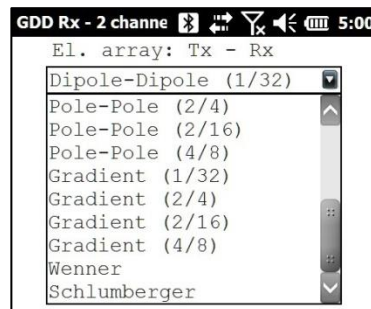 GDD Rx - 2 channe 5:00
El. array: Tx - Rx
Dipole-Dipole (1/32)
Pole-Pole (2/4)
Pole-Pole (2/16)
Pole-Pole (4/8)
Gradient (1/32)
Gradient (2/4)
Gradient (2/16)
Gradient (4/8)
Wenner
Schlumberger